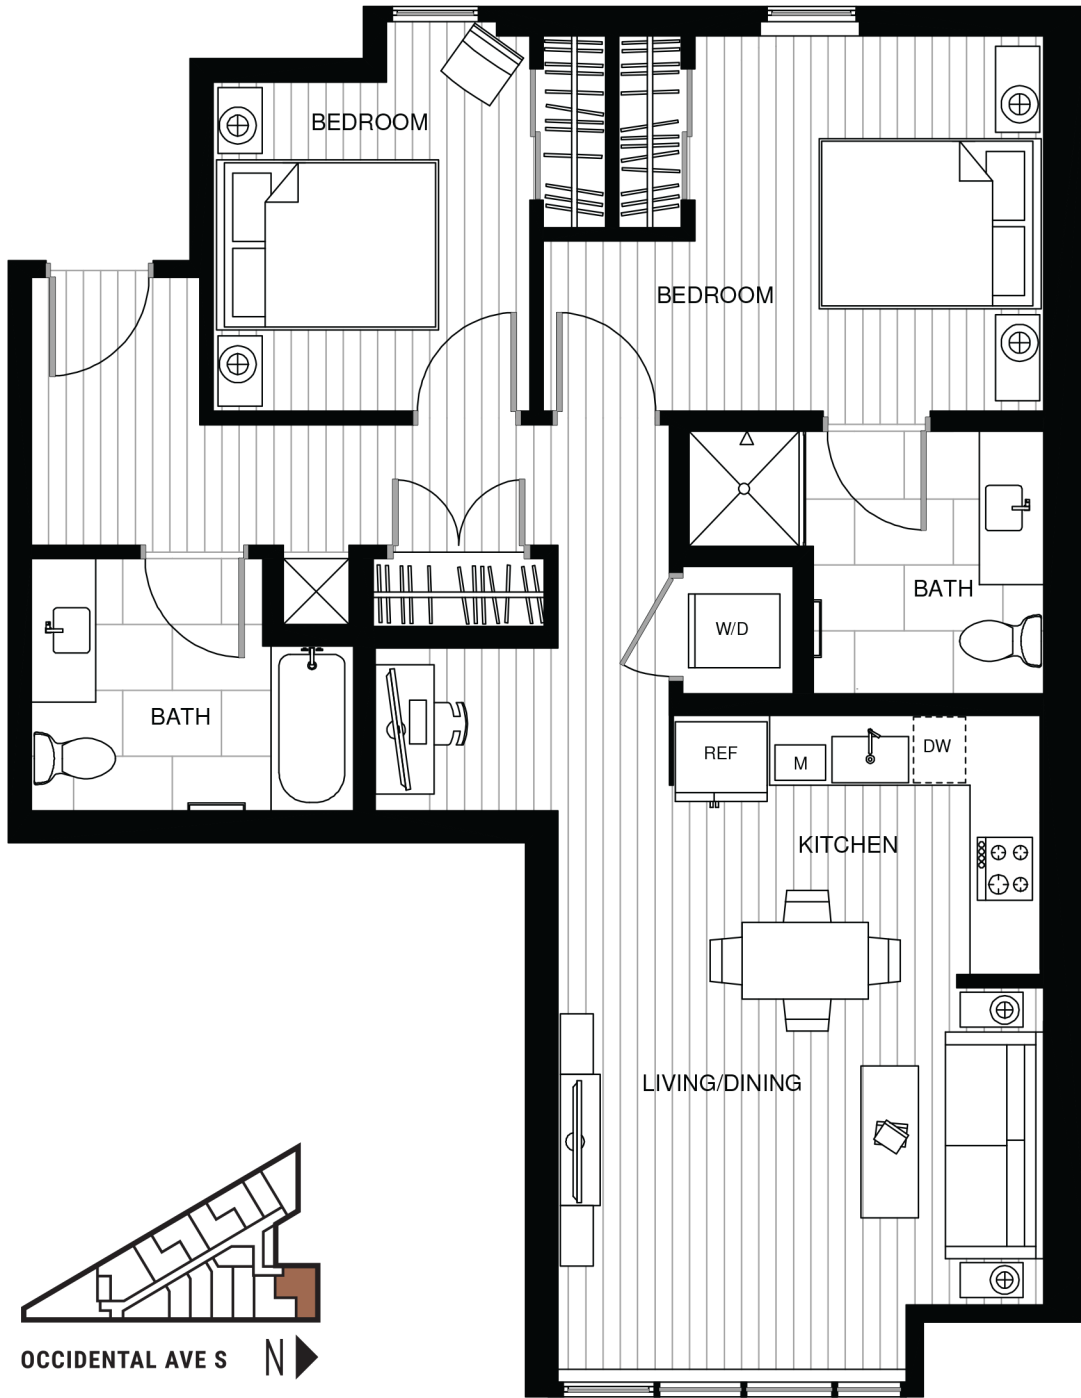 BEDROOM
BEDROOM
BATH
W/D
BATH
REF
M
DW
KITCHEN
LIVING/DINING
OCCIDENTAL AVE S
N